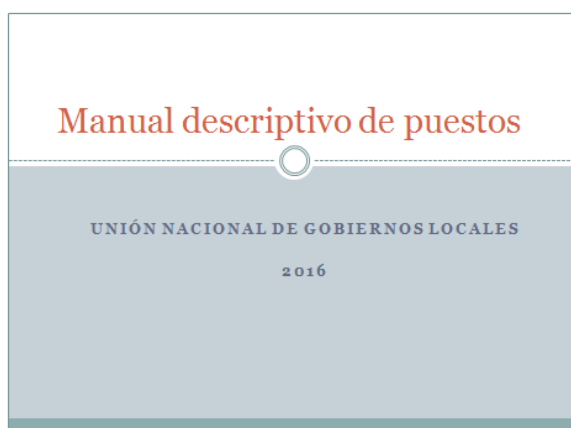 Manual descriptivo de puestos
UNIÓN NACIONAL DE GOBIERNOS LOCALES
2016